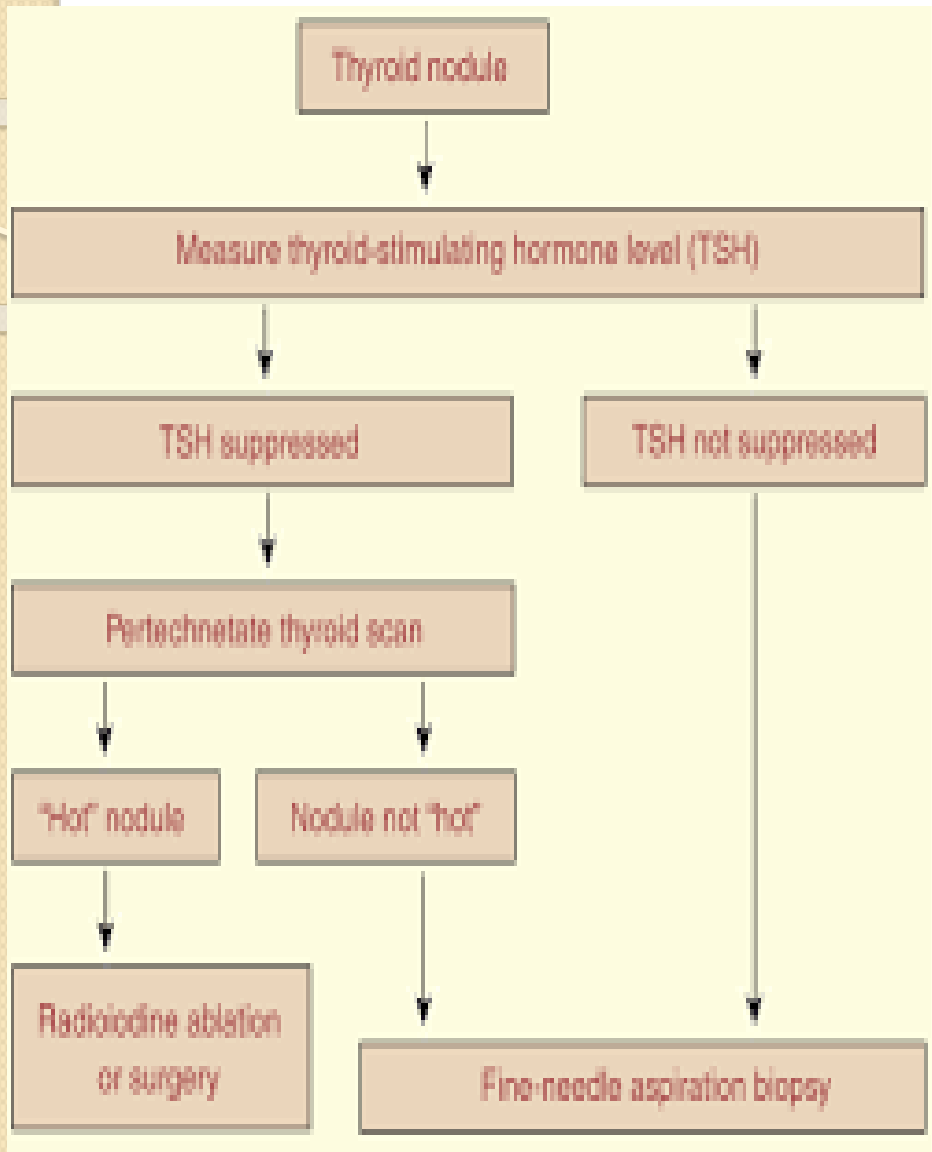 Thyroid nodule
Measure thyroid-stimulating hormone level (TSH)
TSH suppressed
TSH not suppressed
Pertechnetate thyroid scan
"Hot" nodule
Nodule not "hot"
Radioiodine ablation
or surgery
Fine-needle aspiration biopsy